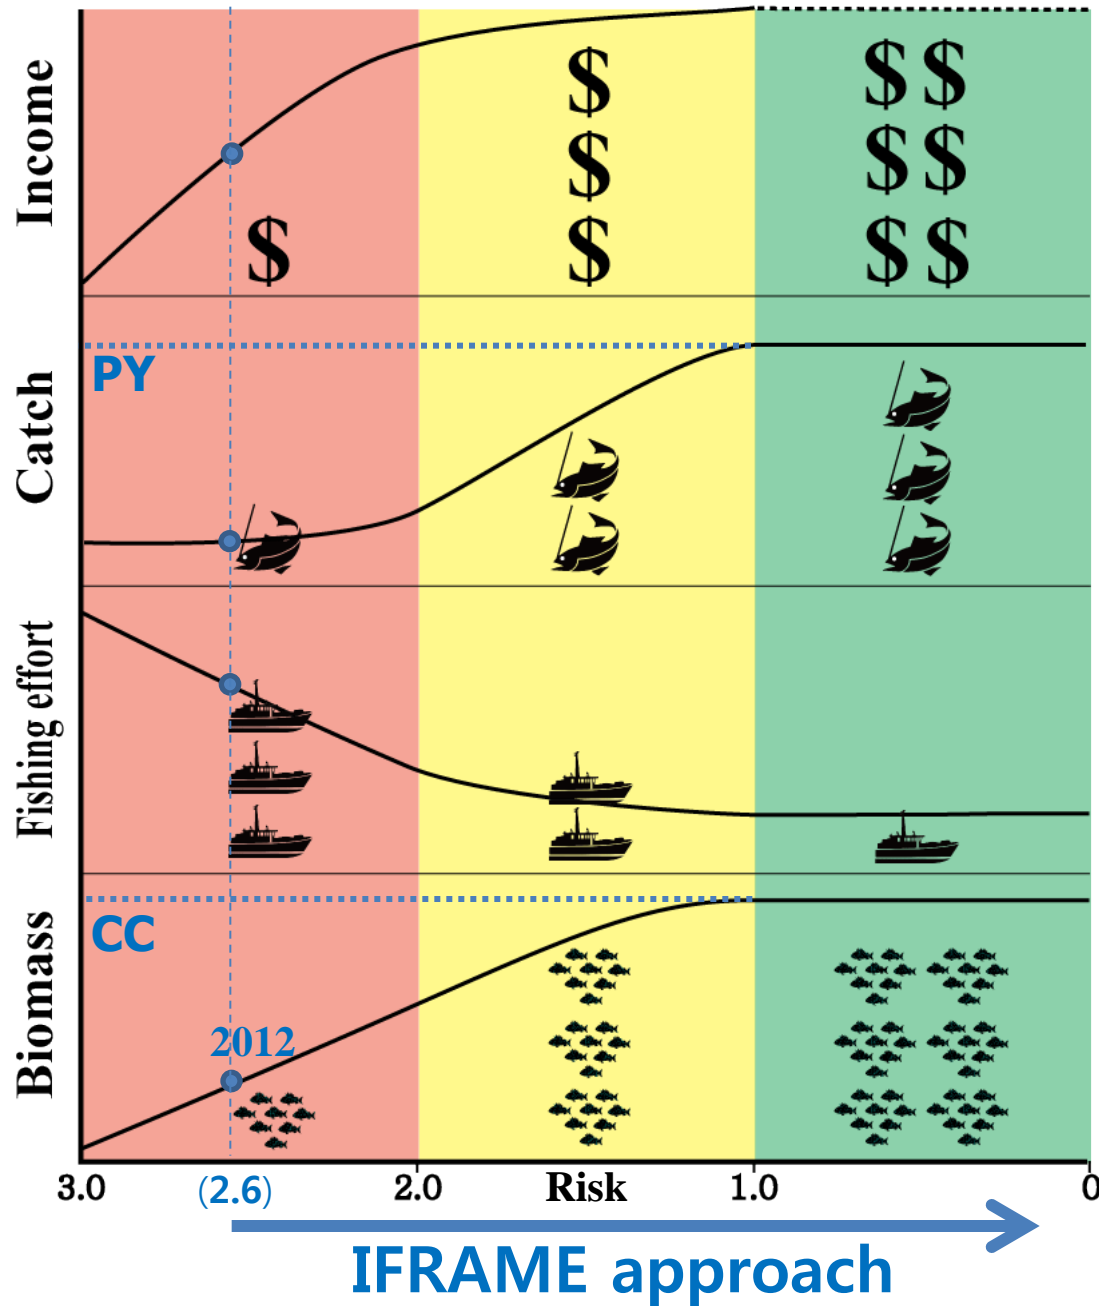 Income
$ $ $
$ $ $
$ $ $ $
Catch
PY
Fishing effort
Biomass
CC
2012
3.0 (2.6) 2.0 Risk 1.0 0
IFRAME approach